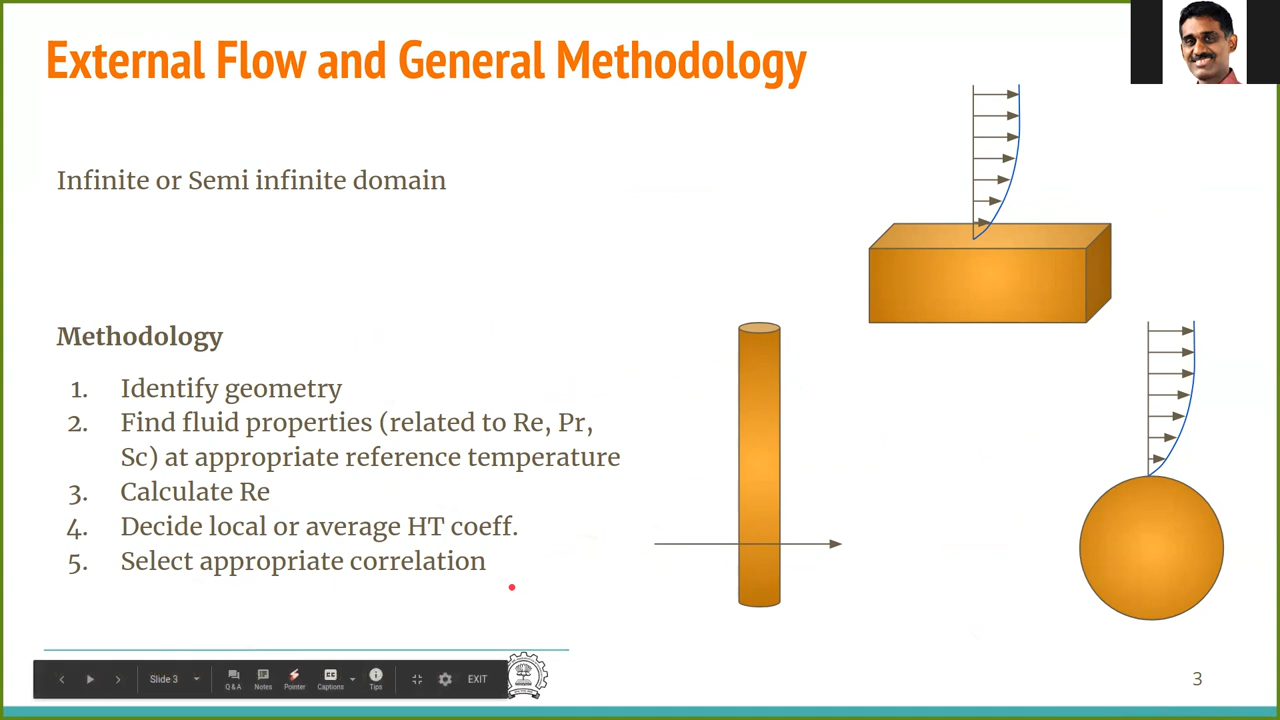 External Flow and General Methodology
Infinite or Semi infinite domain
Methodology
1. Identify geometry
2. Find fluid properties (related to Re, Pr,
Sc) at appropriate reference temperature
3. Calculate Re
4. Decide local or average HT coeff.
5. Select appropriate correlation
Slide 3
Q & A
Notes
Pointer
CC
Captions
Tips
EXIT
3